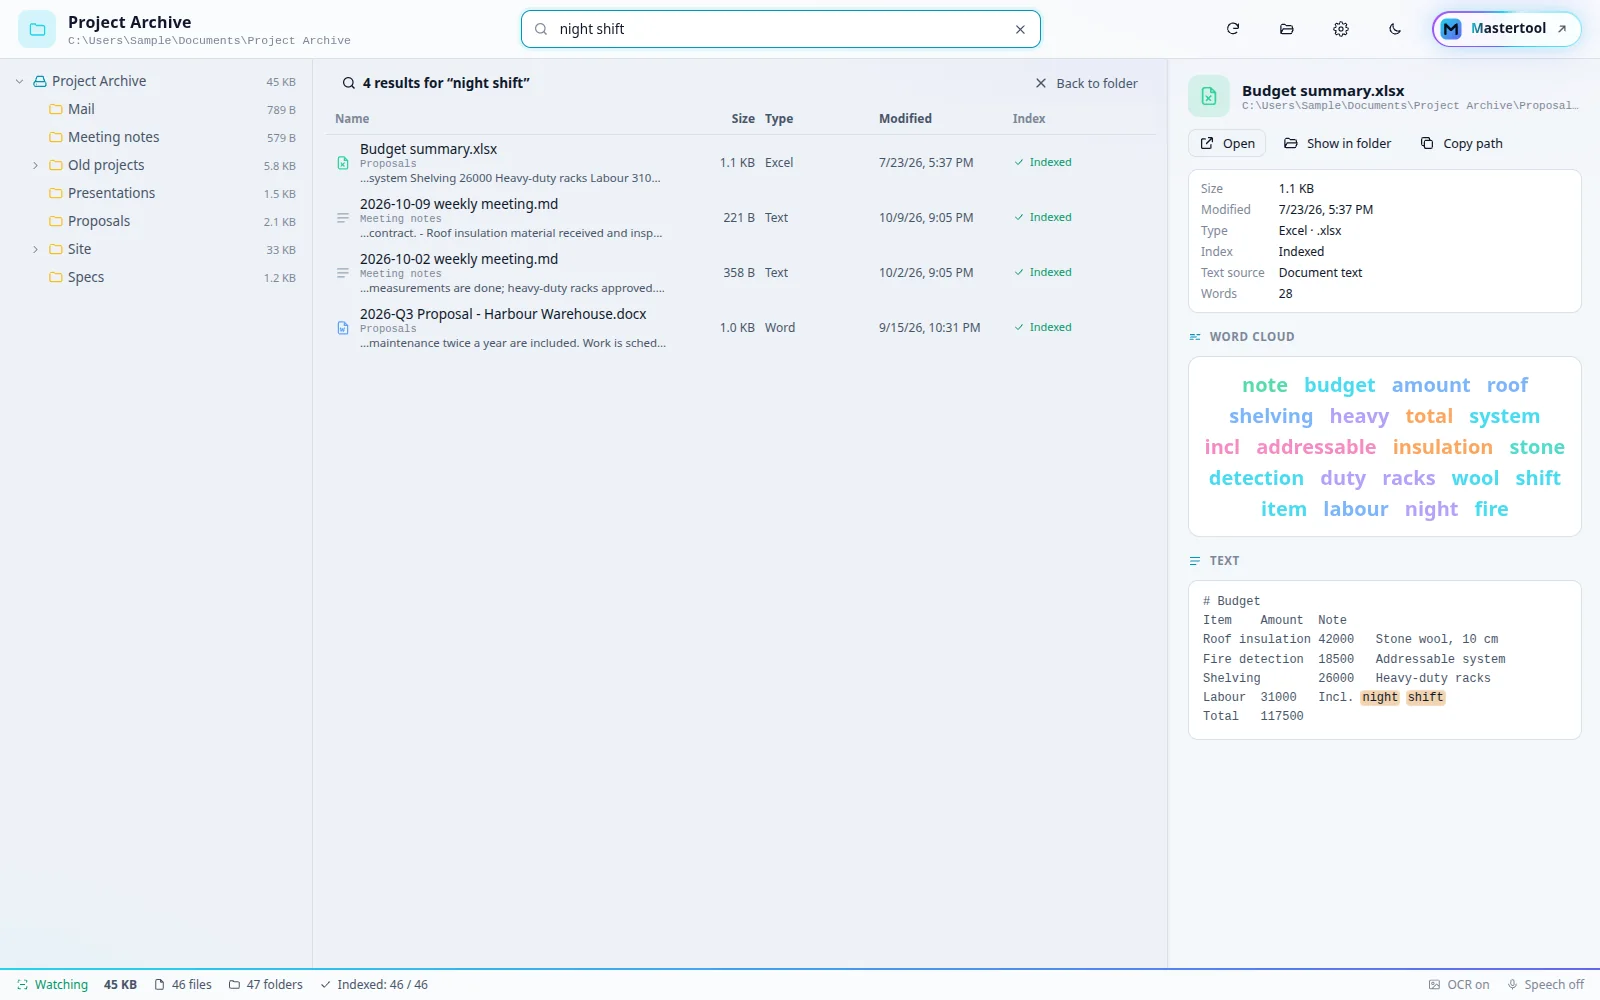 Project Archive
C:\Users\Sample\Documents\Project Archive
night shift
Mastertool
Project Archive 45 KB
Mail 789 B
Meeting notes 579 B
Old projects 5.8 KB
Presentations 1.5 KB
Proposals 2.1 KB
Site 33 KB
Specs 1.2 KB
4 results for “night shift”
Back to folder
Name Size Type Modified Index
Budget summary.xlsx
Proposals
...system Shelving 26000 Heavy-duty racks Labour 310...
1.1 KB Excel 7/23/26, 5:37 PM Indexed
2026-10-09 weekly meeting.md
Meeting notes
...contract. - Roof insulation material received and insp...
221 B Text 10/9/26, 9:05 PM Indexed
2026-10-02 weekly meeting.md
Meeting notes
...measurements are done; heavy-duty racks approved....
358 B Text 10/2/26, 9:05 PM Indexed
2026-Q3 Proposal - Harbour Warehouse.docx
Proposals
...maintenance twice a year are included. Work is sched...
1.0 KB Word 9/15/26, 10:31 PM Indexed
Budget summary.xlsx
C:\Users\Sample\Documents\Project Archive\Proposal...
Open Show in folder Copy path
Size 1.1 KB
Modified 7/23/26, 5:37 PM
Type Excel · .xlsx
Index Indexed
Text source Document text
Words 28
WORD CLOUD
note budget amount roof
shelving heavy total system
incl addressable insulation stone
detection duty racks wool shift
item labour night fire
TEXT
# Budget
Item Amount Note
Roof insulation 42000 Stone wool, 10 cm
Fire detection 18500 Addressable system
Shelving 26000 Heavy-duty racks
Labour 31000 Incl. night shift
Total 117500
Watching 45 KB 46 files 47 folders Indexed: 46 / 46
OCR on Speech off